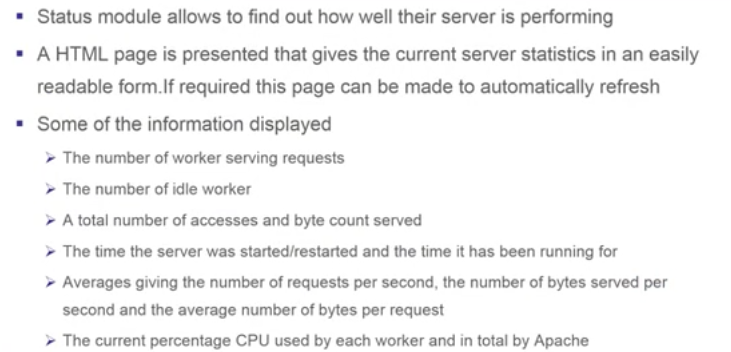 Status module allows to find out how well their server is performing
A HTML page is presented that gives the current server statistics in an easily
readable form.If required this page can be made to automatically refresh
Some of the information displayed
The number of worker serving requests
The number of idle worker
A total number of accesses and byte count served
The time the server was started/restarted and the time it has been running for
Averages giving the number of requests per second, the number of bytes served per
second and the average number of bytes per request
The current percentage CPU used by each worker and in total by Apache